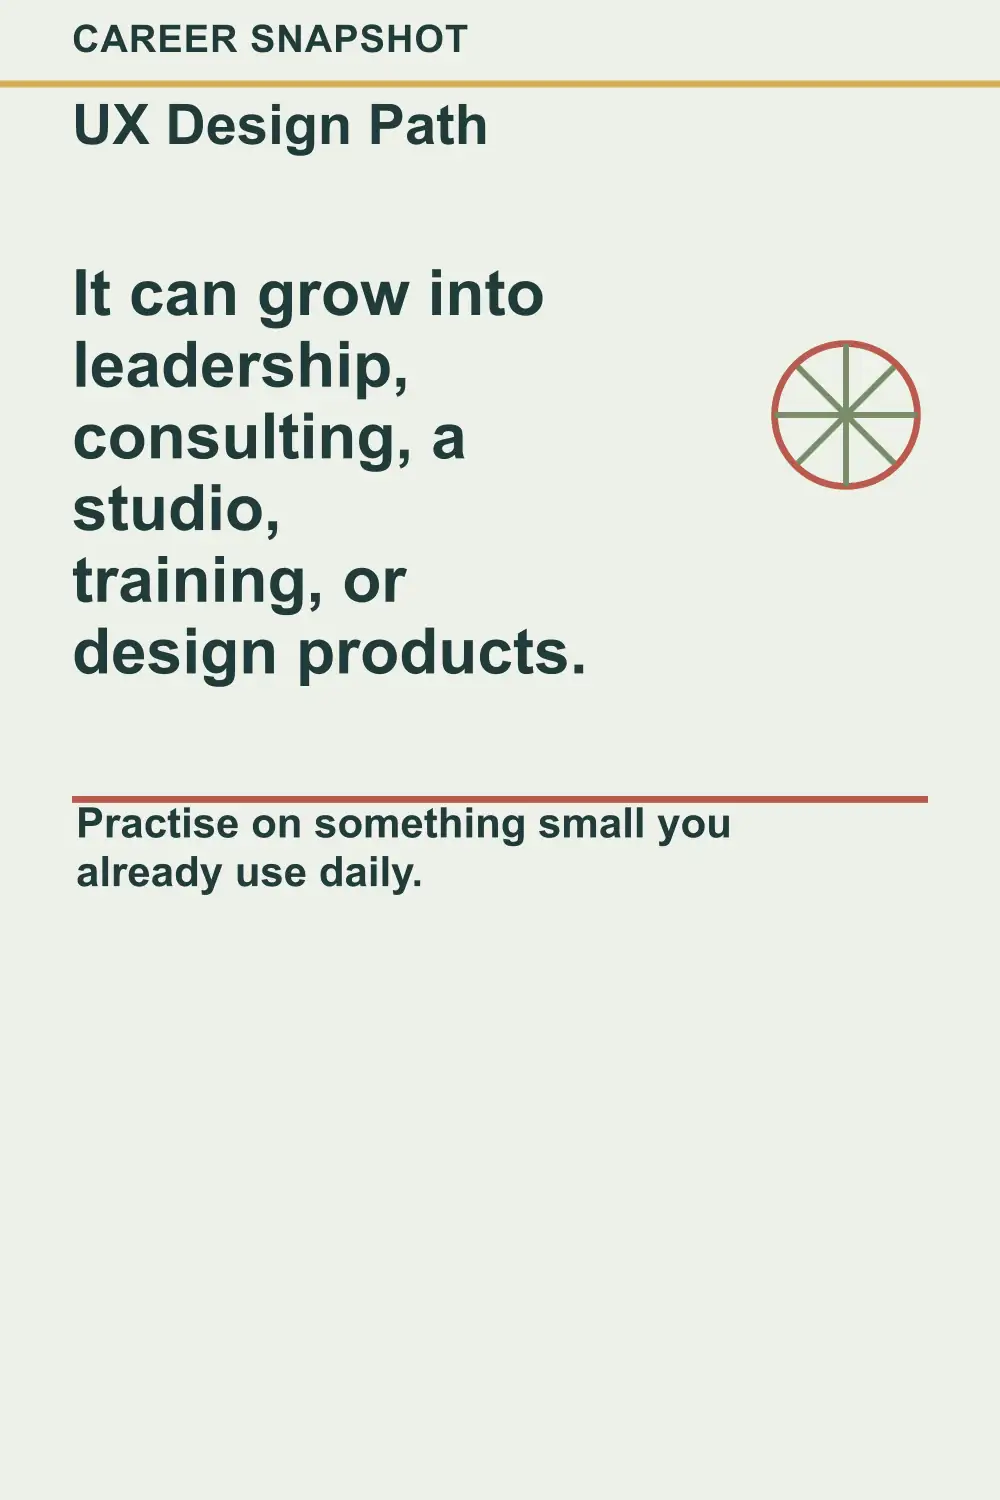 CAREER SNAPSHOT
UX Design Path
It can grow into
leadership,
consulting, a
studio,
training, or
design products.
Practise on something small you
already use daily.